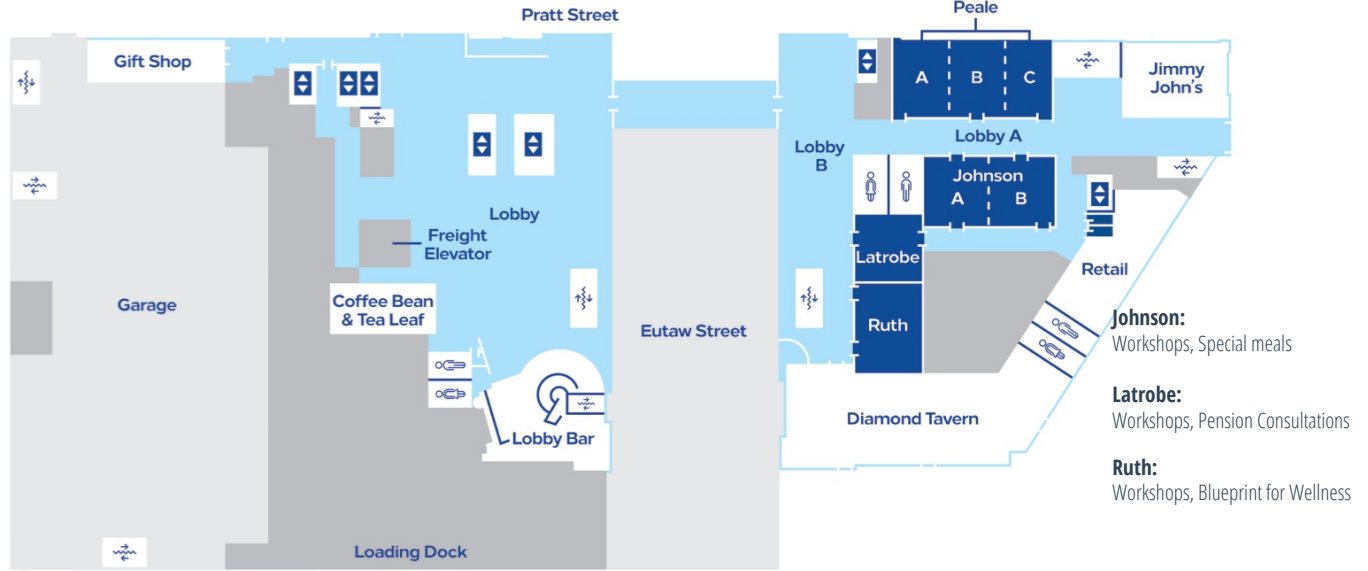 Pratt Street
Peale
Gift Shop
A
B
C
Jimmy
John's
Lobby
B
Lobby A
Johnson
A
B
Lobby
Freight
Elevator
Latrobe
Retail
Coffee Bean
& Tea Leaf
Garage
Eutaw Street
Ruth
Johnson:
Workshops, Special meals
Latrobe:
Workshops, Pension Consultations
Diamond Tavern
Lobby Bar
Ruth:
Workshops, Blueprint for Wellness
Loading Dock